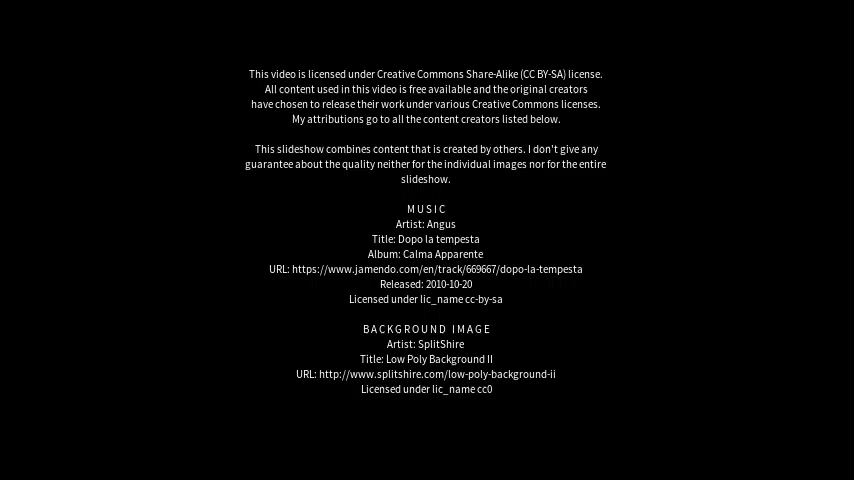 This video is licensed under Creative Commons Share-Alike (CC BY-SA) license.
All content used in this video is free available and the original creators
have chosen to release their work under various Creative Commons licenses.
My attributions go to all the content creators listed below.
This slideshow combines content that is created by others. I don't give any
guarantee about the quality neither for the individual images nor for the entire
slideshow.
MUSIC
Artist: Angus
Title: Dopo la tempesta
Album: Calma Apparente
URL: https://www.jamendo.com/en/track/669667/dopo-la-tempesta
Released: 2010-10-20
Licensed under lic_name cc-by-sa
BACKGROUND IMAGE
Artist: SplitShire
Title: Low Poly Background II
URL: http://www.splitshire.com/low-poly-background-ii
Licensed under lic_name cc0